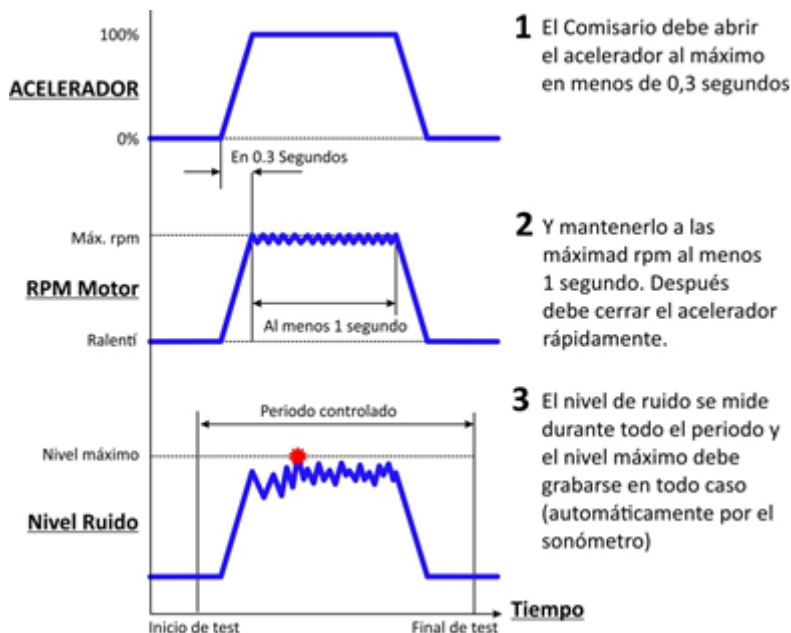 100%
ACELERADOR
0%
En 0.3 Segundos
1 El Comisario debe abrir
el acelerador al máximo
en menos de 0,3 segundos
Máx. rpm
RPM Motor
Ralentí
Al menos 1 segundo
2 Y mantenerlo a las
máximad rpm al menos
1 segundo. Después
debe cerrar el acelerador
rápidamente.
Periodo controlado
Nivel máximo
Nivel Ruido
3 El nivel de ruido se mide
durante todo el periodo y
el nivel máximo debe
grabarse en todo caso
(automáticamente por el
sonómetro)
Tiempo
Inicio de test
Final de test